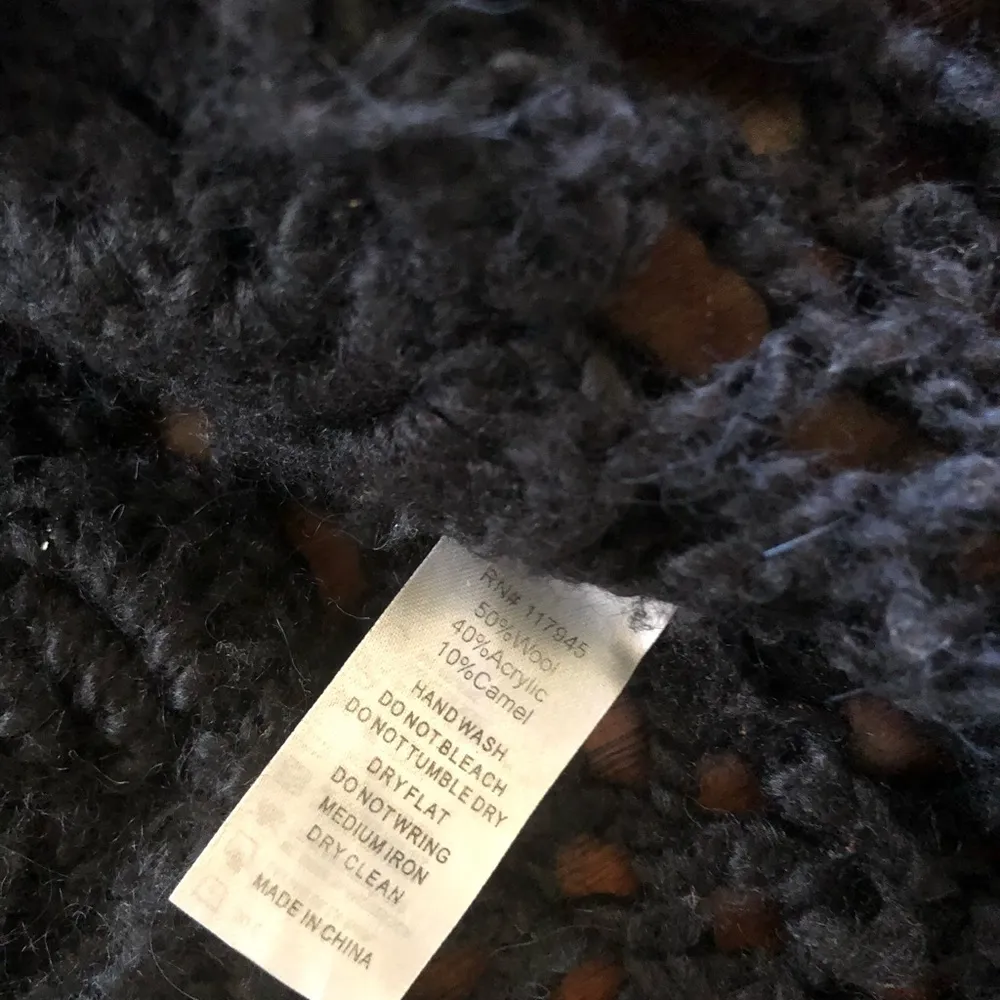 RN# 117945
50%Wool
40%Acrylic
10%Camel
HAND WASH
DO NOT BLEACH
DO NOT TUMBLE DRY
DRY FLAT
DO NOT WRING
MEDIUM IRON
DRY CLEAN
MADE IN CHINA